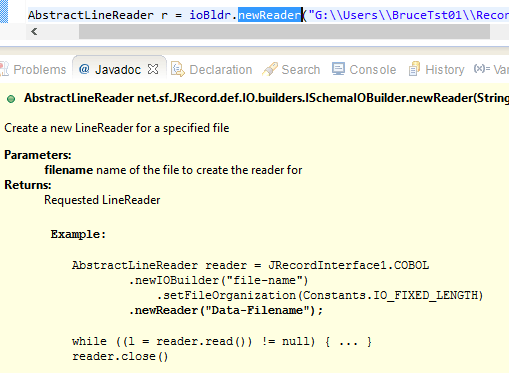 AbstractLineReader r = ioBldr.newReader("G:\\Users\\BruceTst01\\Recor
Problems @ Javadoc Declaration Search Console History (x)= Var
AbstractLineReader net.sf.JRecord.def.IO.builders.ISchemaIOBuilder.newReader(String
Create a new LineReader for a specified file
Parameters:
filename name of the file to create the reader for
Returns:
Requested LineReader
Example:
AbstractLineReader reader = JRecordInterface1.COBOL
.newIOBuilder("file-name")
.setFileOrganization(Constants.IO_FIXED_LENGTH)
.newReader("Data-Filename");
while ((l = reader.read()) != null) { ... }
reader.close()